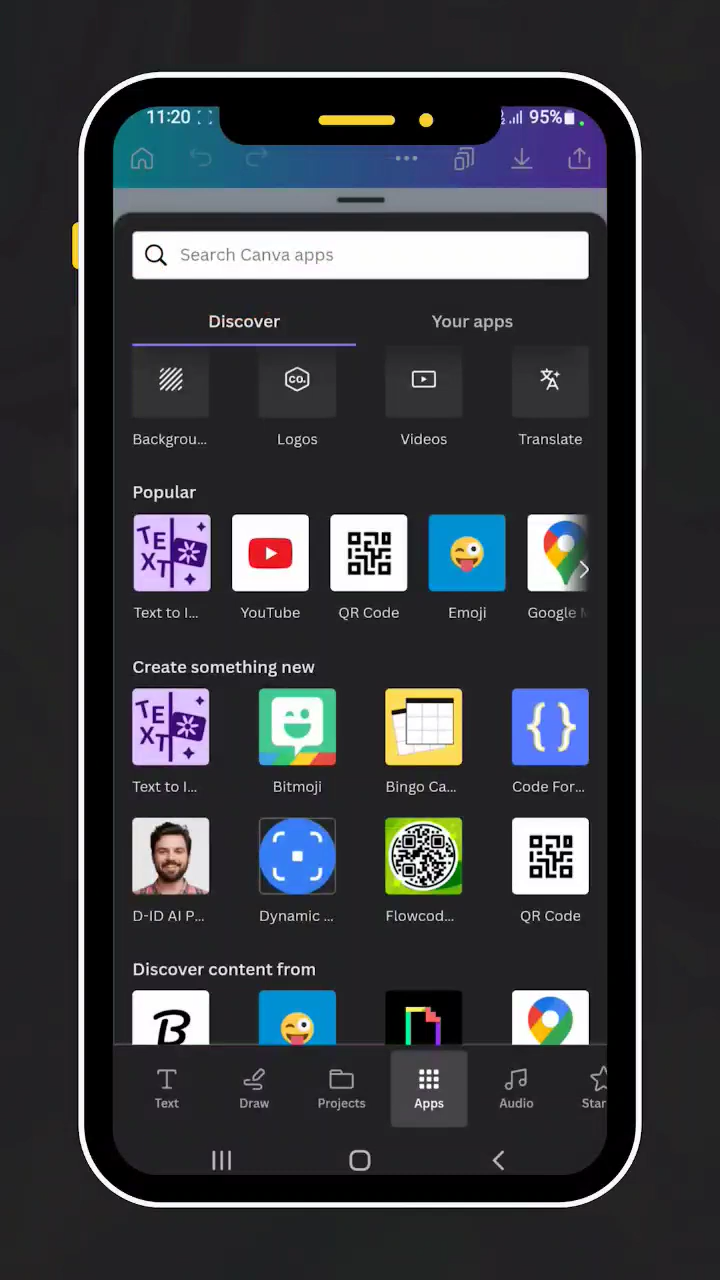 11:20 95%
Search Canva apps
Discover Your apps
Backgrou... Logos Videos Translate
Popular
TEXT
Text to I... YouTube QR Code Emoji Google
Create something new
TEXT
Text to I... Bitmoji Bingo Ca... Code For...
D-ID AI P... Dynamic ... Flowcod... QR Code
Discover content from
B
Text Draw Projects Apps Audio Star